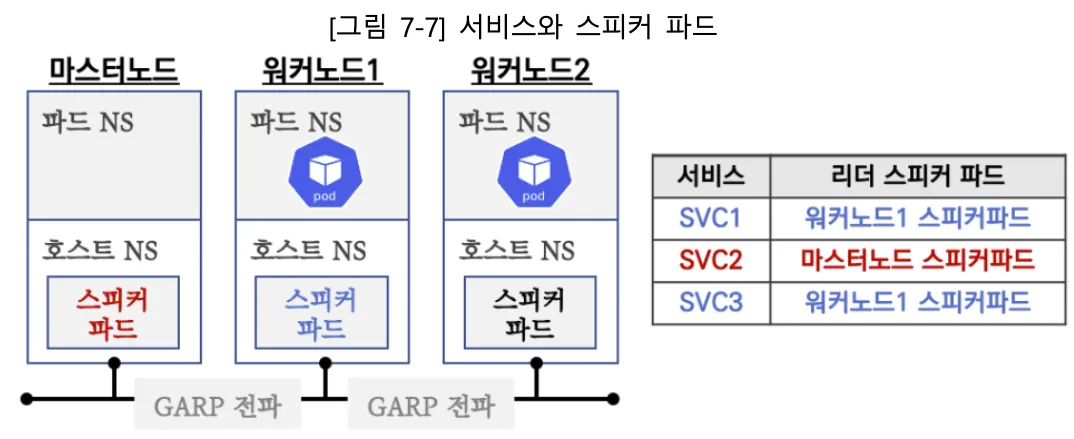 [그림 7-7] 서비스와 스피커 파드
마스터노드
파드 NS
호스트 NS
스피커
파드
워커노드1
파드 NS
pod
호스트 NS
스피커
파드
워커노드2
파드 NS
pod
호스트 NS
스피커
파드
GARP 전파
GARP 전파
서비스 리더 스피커 파드
SVC1 워커노드1 스피커파드
SVC2 마스터노드 스피커파드
SVC3 워커노드1 스피커파드